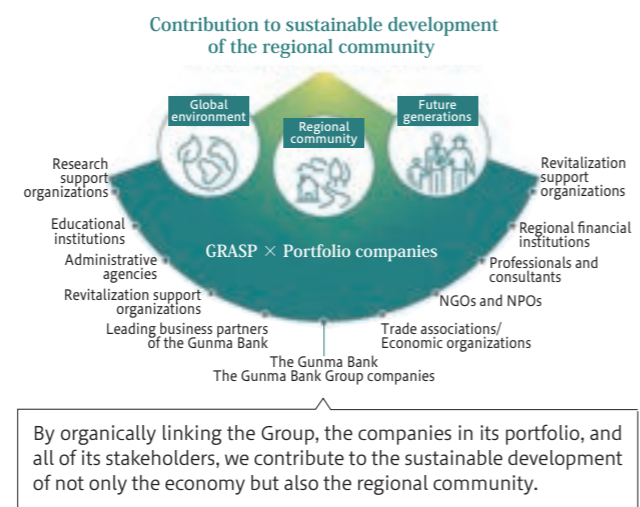 Contribution to sustainable development
of the regional community
Global
environment
Regional
community
Future
generations
Research
support
organizations
Educational
institutions
Administrative
agencies
Revitalization support
organizations
Leading business partners
of the Gunma Bank
The Gunma Bank
The Gunma Bank Group companies
Trade associations/
Economic organizations
NGOs and NPOs
Professionals and
consultants
Regional financial
institutions
Revitalization
support
organizations
GRASP × Portfolio companies
By organically linking the Group, the companies in its portfolio, and
all of its stakeholders, we contribute to the sustainable development
of not only the economy but also the regional community.